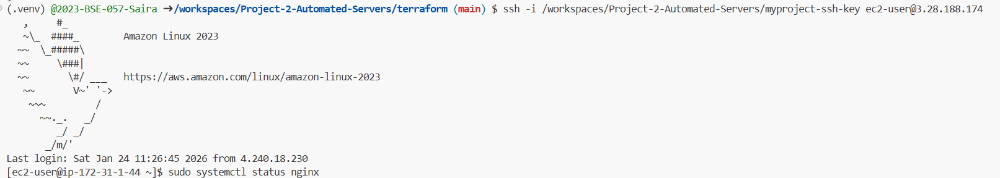 (.venv) @2023-BSE-057-Saira →/workspaces/Project-2-Automated-Servers/terraform (main) $ ssh -i /workspaces/Project-2-Automated-Servers/myproject-ssh-key ec2-user@3.28.188.174
   ,     #_
   ~\_  ####_        Amazon Linux 2023
  ~~  \_#####\
  ~~     \###|
  ~~       \#/ ___   https://aws.amazon.com/linux/amazon-linux-2023
   ~~       V~' '->
    ~~~         /
      ~~._.   _/
         _/ _/
       _/m/'
Last login: Sat Jan 24 11:26:45 2026 from 4.240.18.230
[ec2-user@ip-172-31-1-44 ~]$ sudo systemctl status nginx